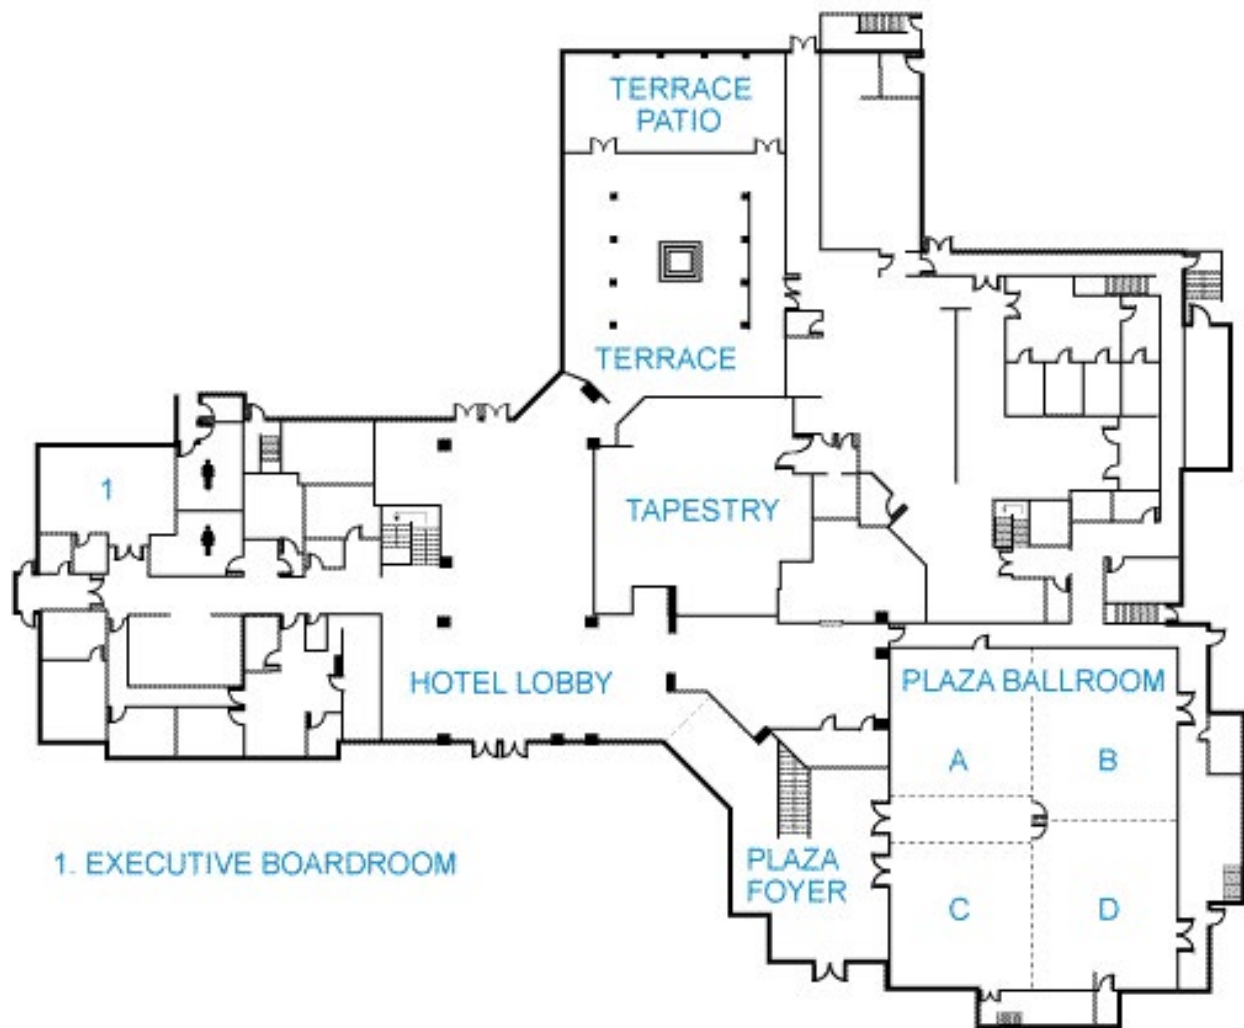 TERRACE
PATIO
TERRACE
1
TAPESTRY
HOTEL LOBBY
PLAZA BALLROOM
A
B
PLAZA
FOYER
C
D
1. EXECUTIVE BOARDROOM